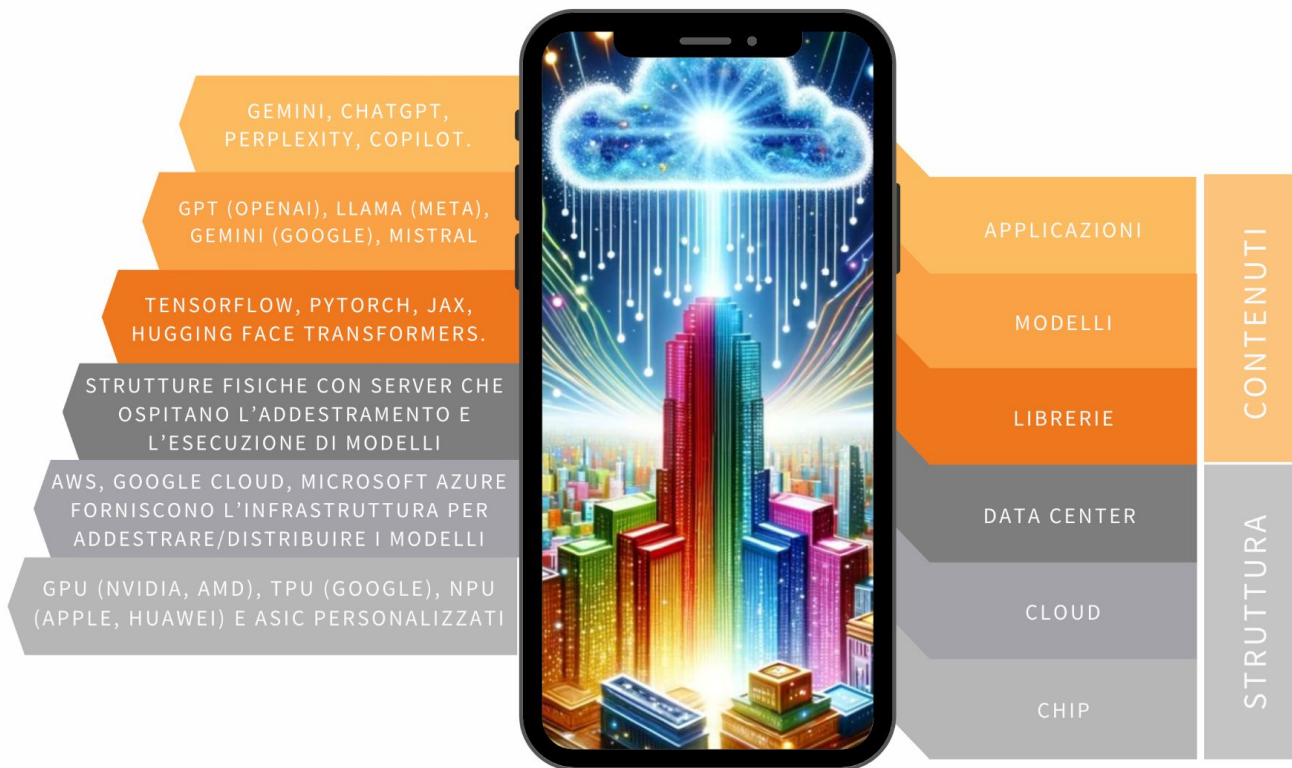 GEMINI, CHATGPT,
PERPLEXITY, COPILOT.
GPT (OPENAI), LLAMA (META),
GEMINI (GOOGLE), MISTRAL
TENSORFLOW, PYTORCH, JAX,
HUGGING FACE TRANSFORMERS.
STRUTTURE FISICHE CON SERVER CHE
OSPITANO L’ADDESTRAMENTO E
L’ESECUZIONE DI MODELLI
AWS, GOOGLE CLOUD, MICROSOFT AZURE
FORNISCONO L’INFRASTRUTTURA PER
ADDESTRARE/DISTRIBUIRE I MODELLI
GPU (NVIDIA, AMD), TPU (GOOGLE), NPU
(APPLE, HUAWEI) E ASIC PERSONALIZZATI
APPLICAZIONI
MODELLI
LIBRERIE
DATA CENTER
CLOUD
CHIP
CONTENUTI
STRUTTURA